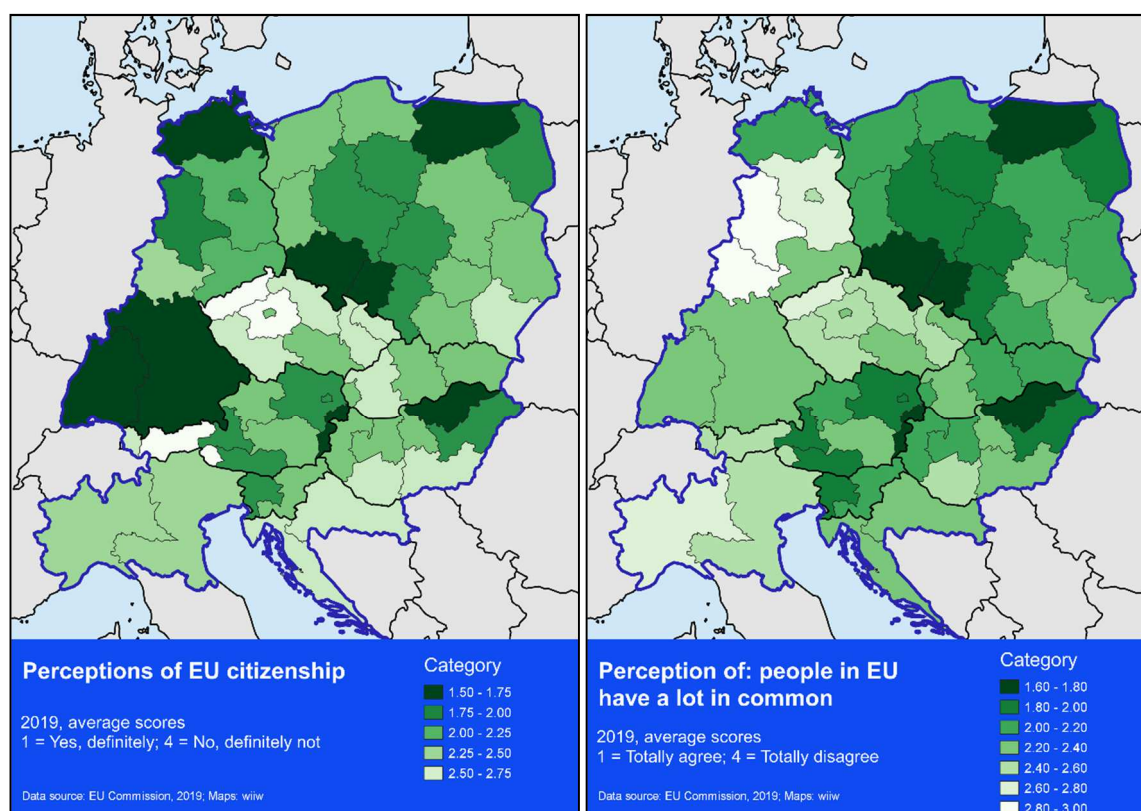 Perceptions of EU citizenship
2019, average scores
1 = Yes, definitely; 4 = No, definitely not
Data source: EU Commission, 2019; Maps: wiiw
Category
1.50 - 1.75
1.75 - 2.00
2.00 - 2.25
2.25 - 2.50
2.50 - 2.75
Perception of: people in EU
have a lot in common
2019, average scores
1 = Totally agree; 4 = Totally disagree
Data source: EU Commission, 2019; Maps: wiiw
Category
1.60 - 1.80
1.80 - 2.00
2.00 - 2.20
2.20 - 2.40
2.40 - 2.60
2.60 - 2.80
2.80 - 3.00